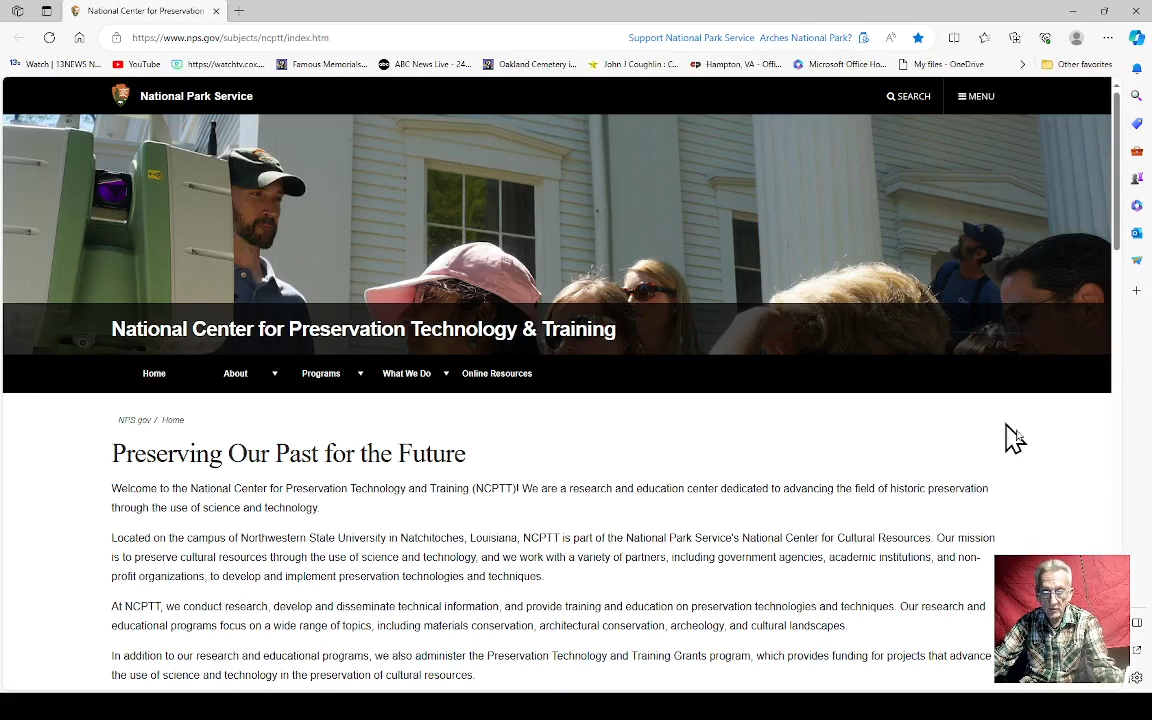 National Center for Preservation
https://www.nps.gov/subjects/ncptt/index.htm
Support National Park Service Arches National Park?
Watch | 13NEWS N...
YouTube
https://watchtv.cox....
Famous Memorials...
ABC News Live - 24...
Oakland Cemetery i...
John J Coughlin : C...
Hampton, VA - Offi...
Microsoft Office Ho...
My files - OneDrive
Other favorites
National Park Service
SEARCH
MENU
National Center for Preservation Technology & Training
Home
About
Programs
What We Do
Online Resources
NPS.gov / Home
Preserving Our Past for the Future
Welcome to the National Center for Preservation Technology and Training (NCPTT)! We are a research and education center dedicated to advancing the field of historic preservation
through the use of science and technology.
Located on the campus of Northwestern State University in Natchitoches, Louisiana, NCPTT is part of the National Park Service's National Center for Cultural Resources. Our mission
is to preserve cultural resources through the use of science and technology, and we work with a variety of partners, including government agencies, academic institutions, and non-
profit organizations, to develop and implement preservation technologies and techniques.
At NCPTT, we conduct research, develop and disseminate technical information, and provide training and education on preservation technologies and techniques. Our research and
educational programs focus on a wide range of topics, including materials conservation, architectural conservation, archeology, and cultural landscapes.
In addition to our research and educational programs, we also administer the Preservation Technology and Training Grants program, which provides funding for projects that advance
the use of science and technology in the preservation of cultural resources.